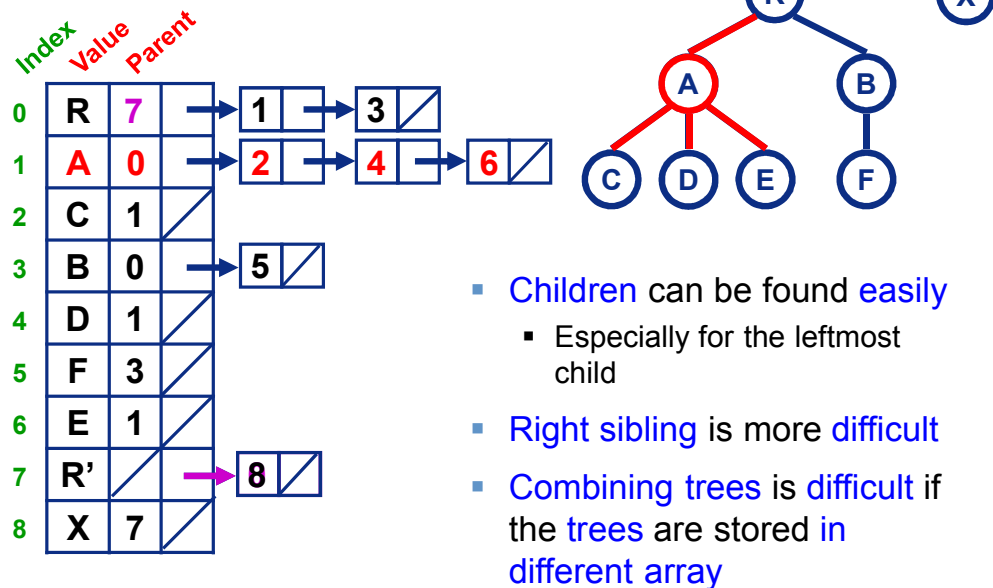 R X
Index Value Parent
A B
0 R 7 1 3
1 A 0 2 4 6
C D E F
2 C 1
3 B 0 5
4 D 1
5 F 3
6 E 1
7 R’ 8
8 X 7
▪ Children can be found easily
▪ Especially for the leftmost
child
▪ Right sibling is more difficult
▪ Combining trees is difficult if
the trees are stored in
different array